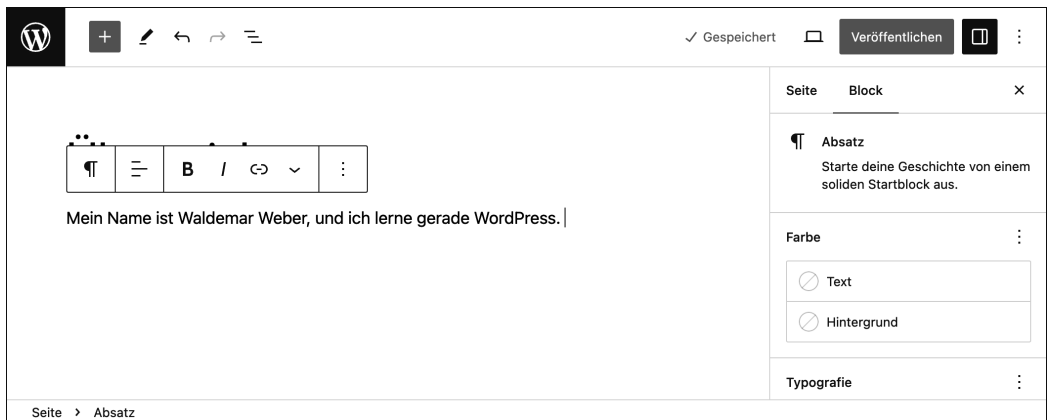 Gespeichert
Veröffentlichen
Seite Block
Absatz
Starte deine Geschichte von einem
soliden Startblock aus.
B I
Mein Name ist Waldemar Weber, und ich lerne gerade WordPress.
Farbe
Text
Hintergrund
Typografie
Seite > Absatz